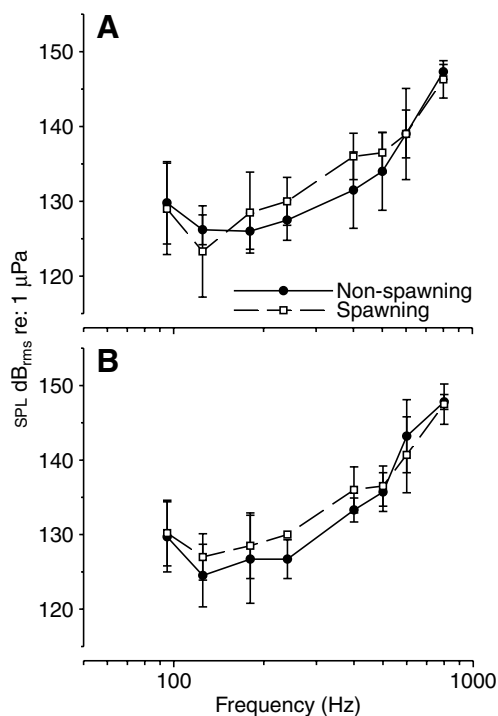 A
150
140
130
120
Non-spawning
Spawning
SPL dBrms re: 1 μPa
B
150
140
130
120
100 1000
Frequency (Hz)